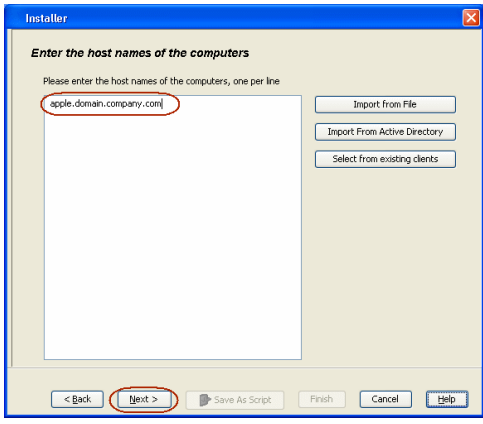 Installer
Enter the host names of the computers
Please enter the host names of the computers, one per line
apple.domain.company.com
Import from File
Import From Active Directory
Select from existing clients
< Back
Next >
Save As Script
Finish
Cancel
Help